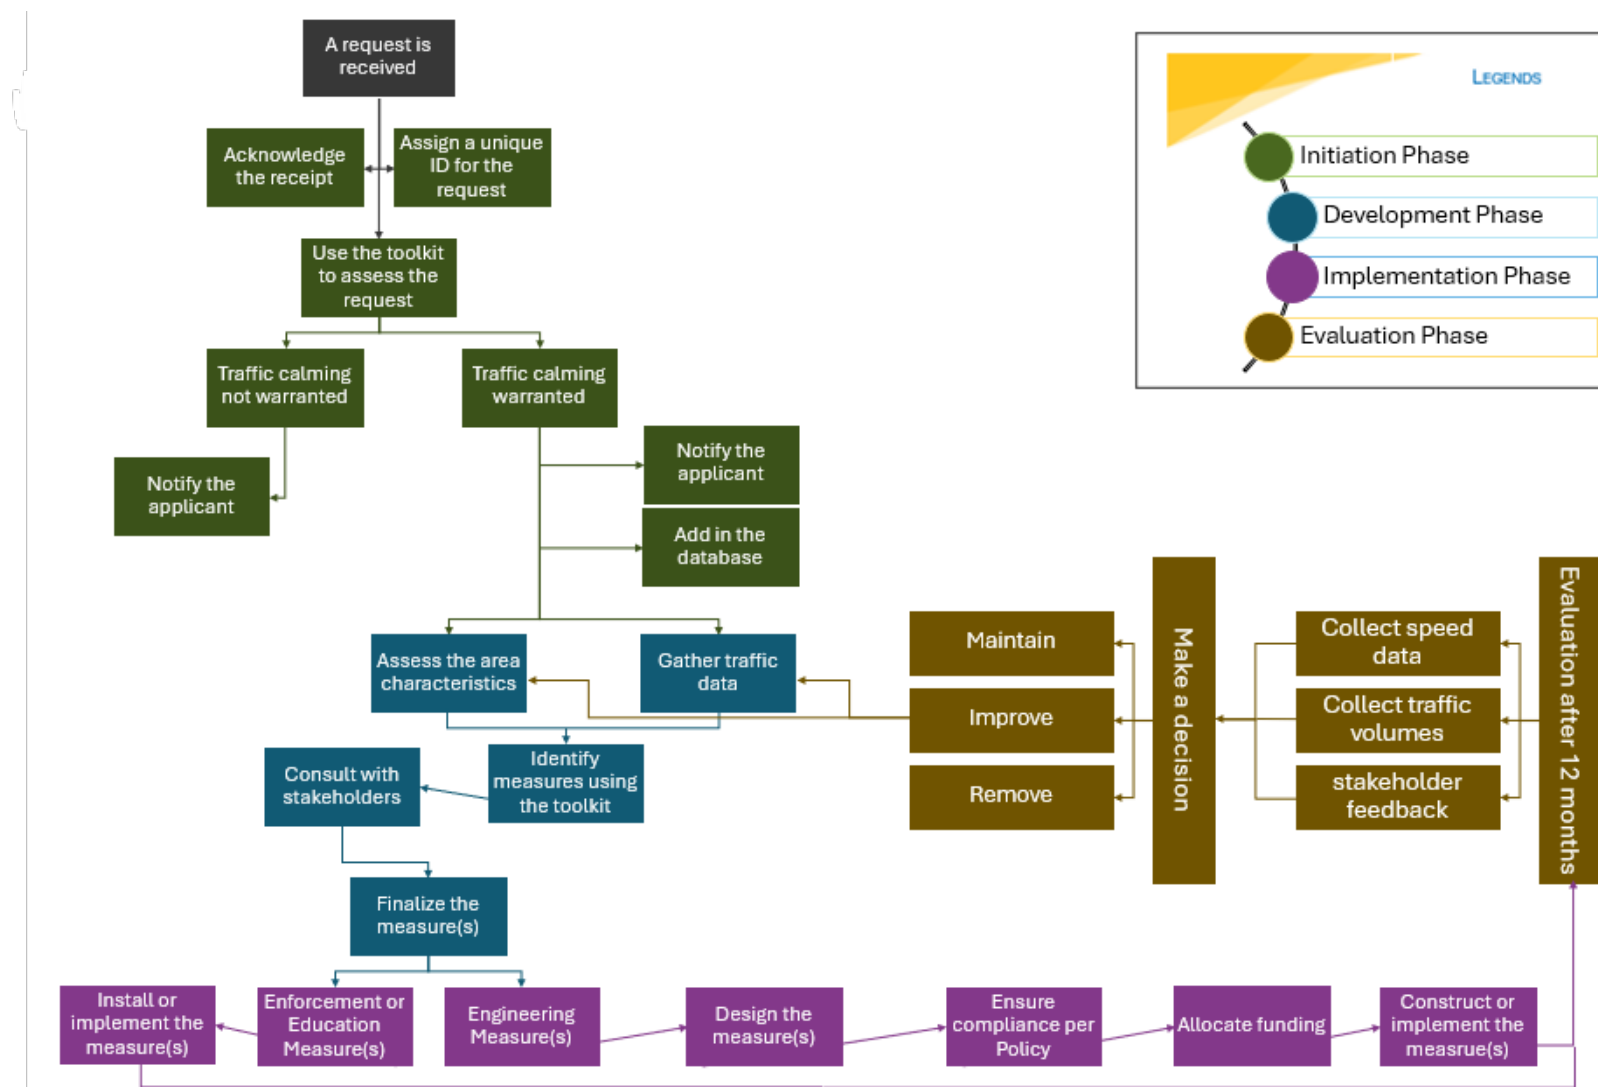 A request is
received
LEGENDS
Acknowledge
the receipt
Assign a unique
ID for the
request
Initiation Phase
Development Phase
Implementation Phase
Evaluation Phase
Use the toolkit
to assess the
request
Traffic calming
not warranted
Traffic calming
warranted
Notify the
applicant
Notify the
applicant
Add in the
database
Assess the area
characteristics
Gather traffic
data
Maintain
Improve
Remove
Make a decision
Collect speed
data
Collect traffic
volumes
stakeholder
feedback
Evaluation after 12 months
Identify
measures using
the toolkit
Consult with
stakeholders
Finalize the
measure(s)
Install or
implement the
measure(s)
Enforcement or
Education
Measure(s)
Engineering
Measure(s)
Design the
measure(s)
Ensure
compliance per
Policy
Allocate funding
Construct or
implement the
measrue(s)